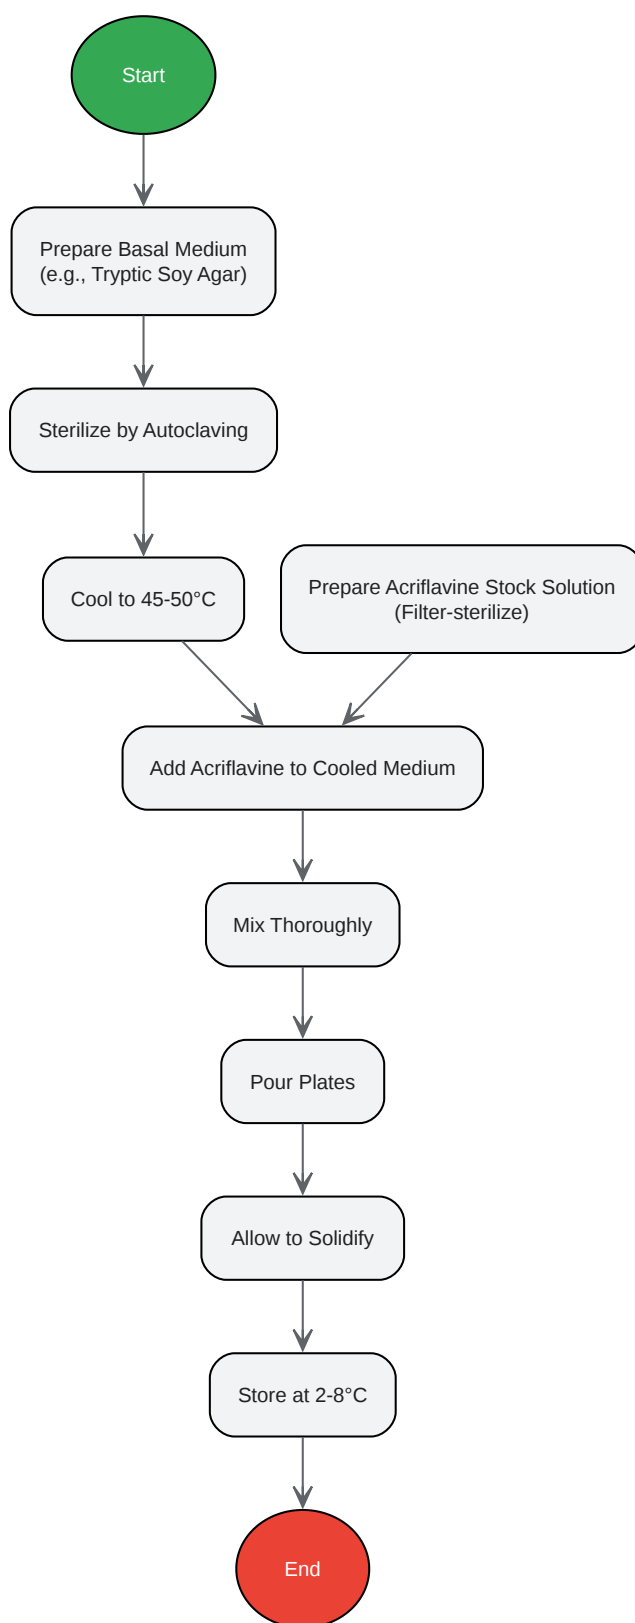 Start
Prepare Basal Medium
(e.g., Tryptic Soy Agar)
Sterilize by Autoclaving
Cool to 45-50°C
Prepare Acriflavine Stock Solution
(Filter-sterilize)
Add Acriflavine to Cooled Medium
Mix Thoroughly
Pour Plates
Allow to Solidify
Store at 2-8°C
End